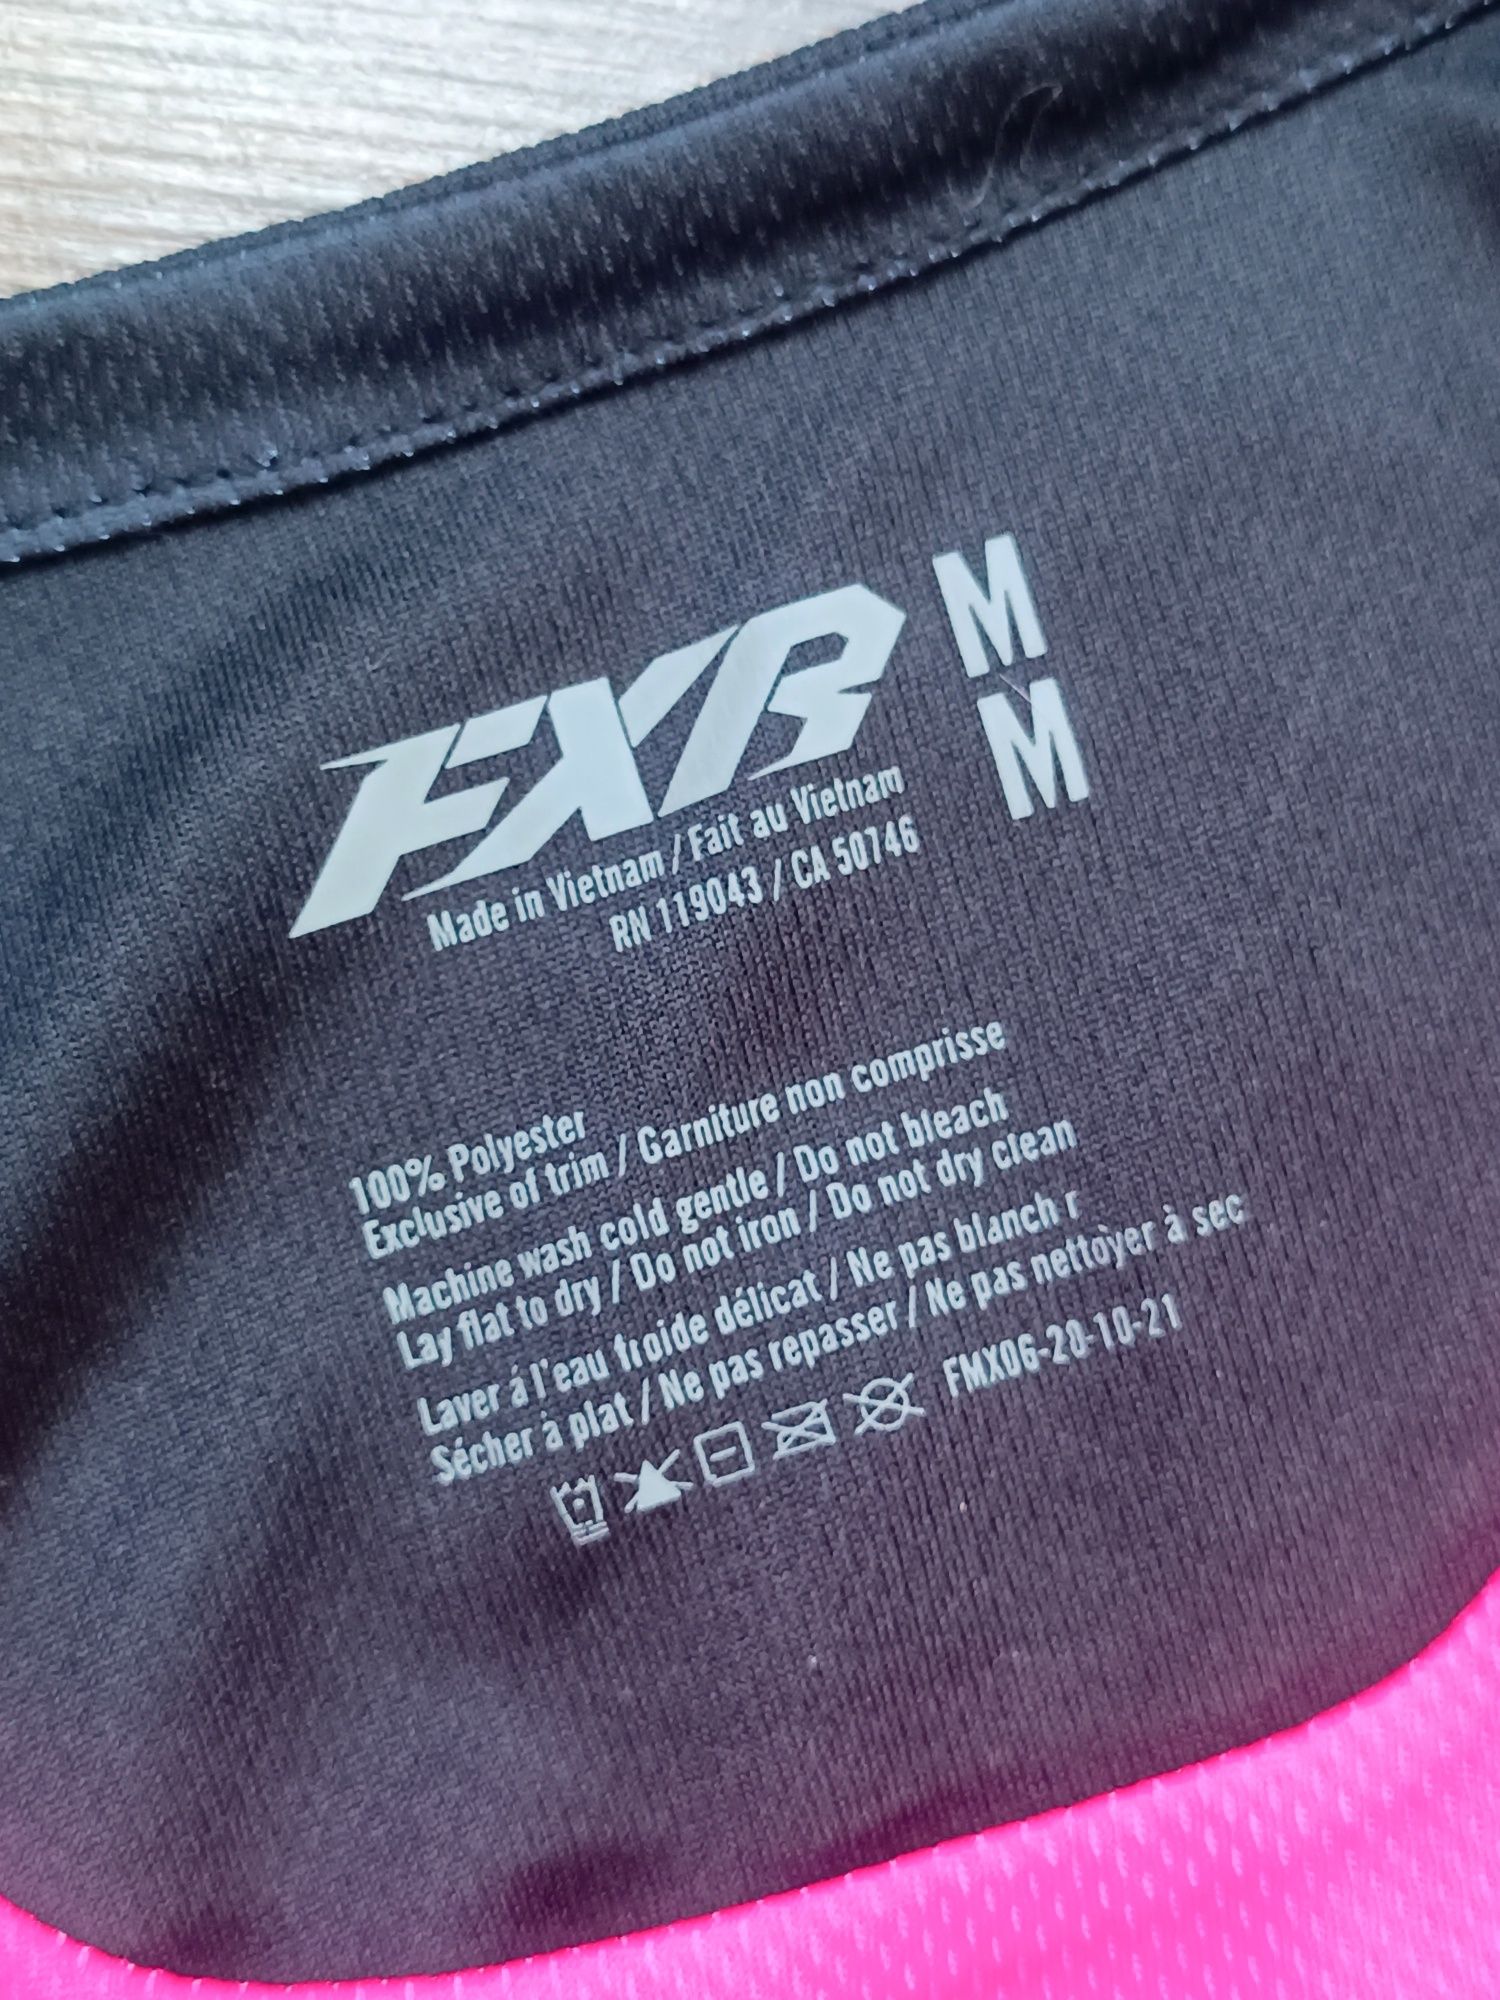 FXR
M
M
Made in Vietnam / Fait au Vietnam
RN 119043 / CA 50746
100% Polyester
Exclusive of trim / Garniture non comprisse
Machine wash cold gentle / Do not bleach
Lay flat to dry / Do not iron / Do not dry clean
Laver á l'eau froide délicat / Ne pas blanch r
Sécher à plat / Ne pas repasser / Ne pas nettoyer à sec
FMX06-20-10-21